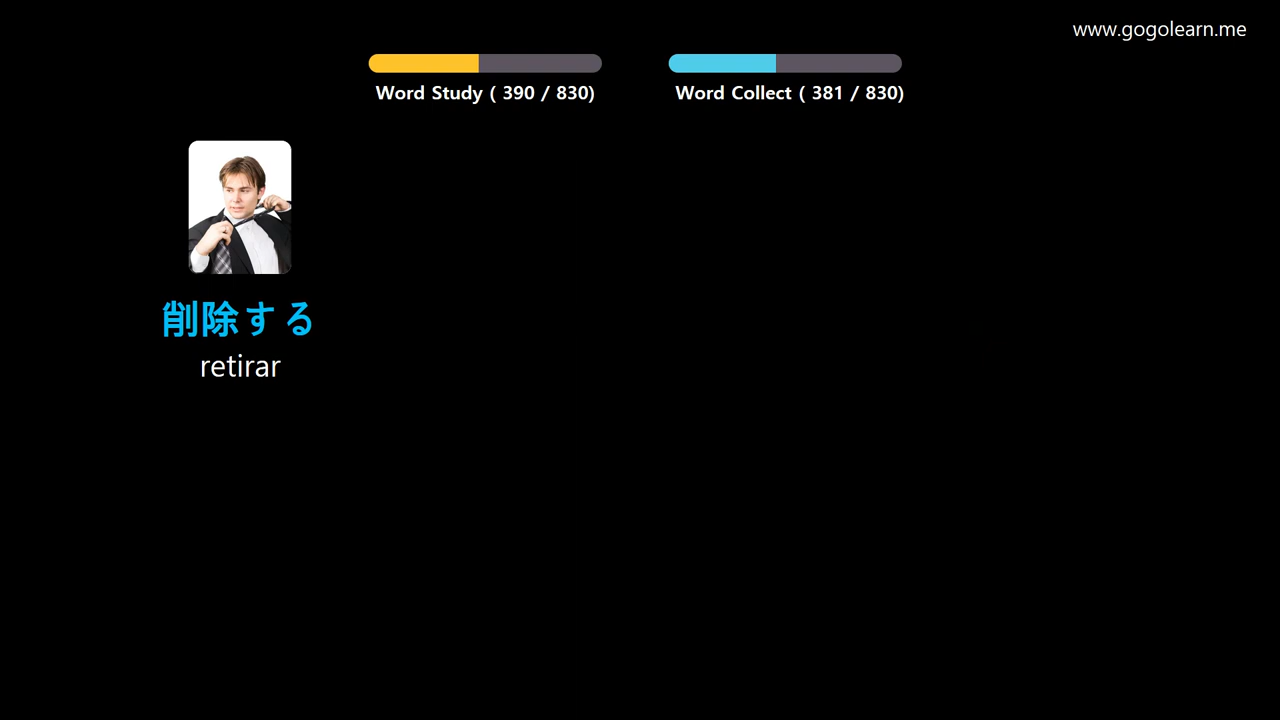 www.gogolearn.me
Word Study ( 390 / 830)
Word Collect ( 381 / 830)
削除する
retirar